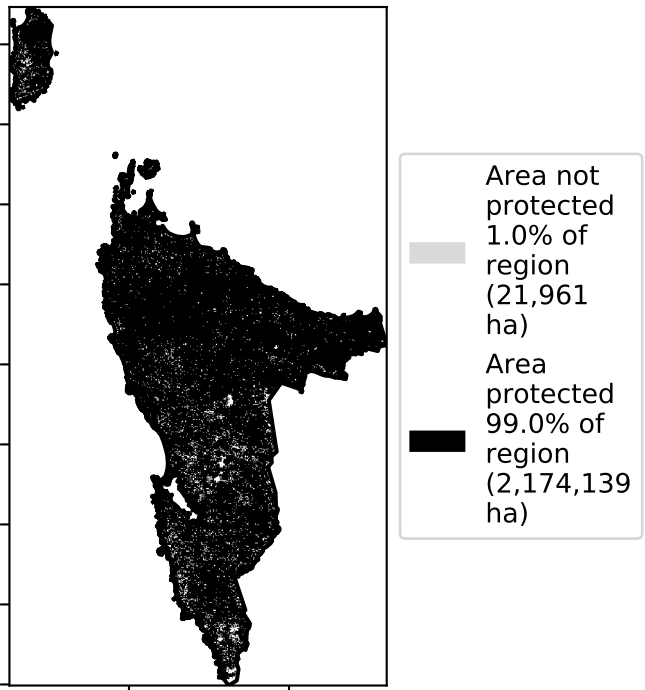 Area not
protected
1.0% of
region
(21,961
ha)
Area
protected
99.0% of
region
(2,174,139
ha)